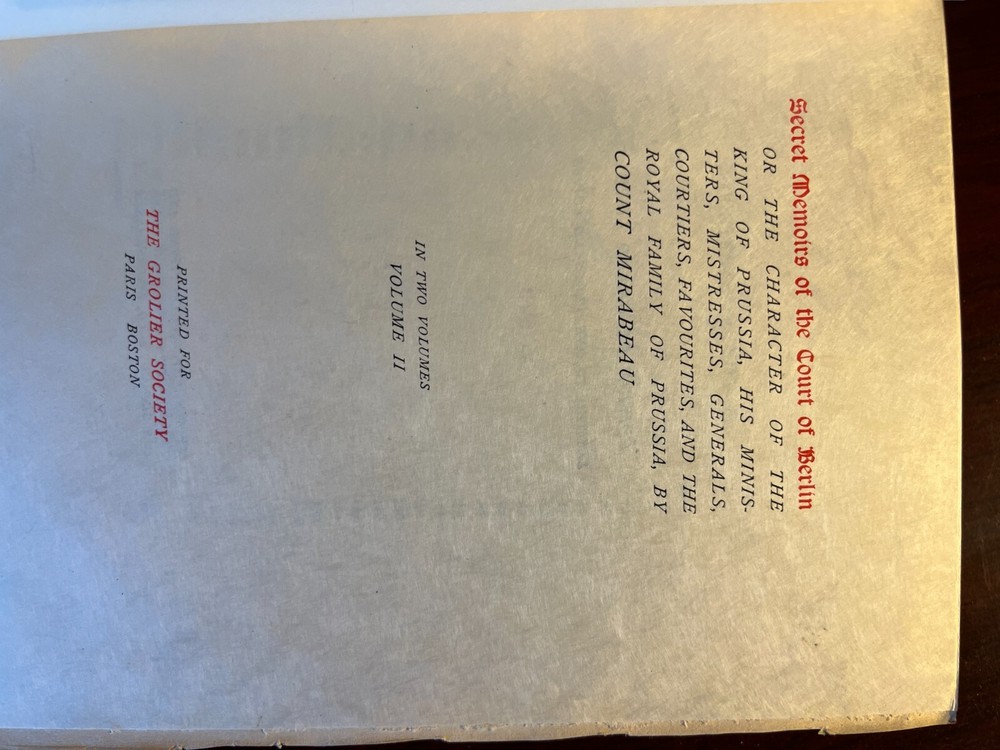 Secret Memoirs of the Court of Berlin
OR THE CHARACTER OF THE
KING OF PRUSSIA, HIS MINIS-
TERS, MISTRESSES, GENERALS,
COURTIERS, FAVOURITES, AND THE
ROYAL FAMILY OF PRUSSIA, BY
COUNT MIRABEAU
IN TWO VOLUMES
VOLUME II
PRINTED FOR
THE GROLIER SOCIETY
PARIS BOSTON